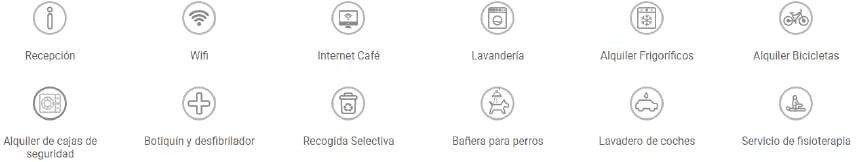 Recepción
Wifi
Internet Café
Lavandería
Alquiler Frigoríficos
Alquiler Bicicletas
Alquiler de cajas de
seguridad
Botiquín y desfibrilador
Recogida Selectiva
Bañera para perros
Lavadero de coches
Servicio de fisioterapia